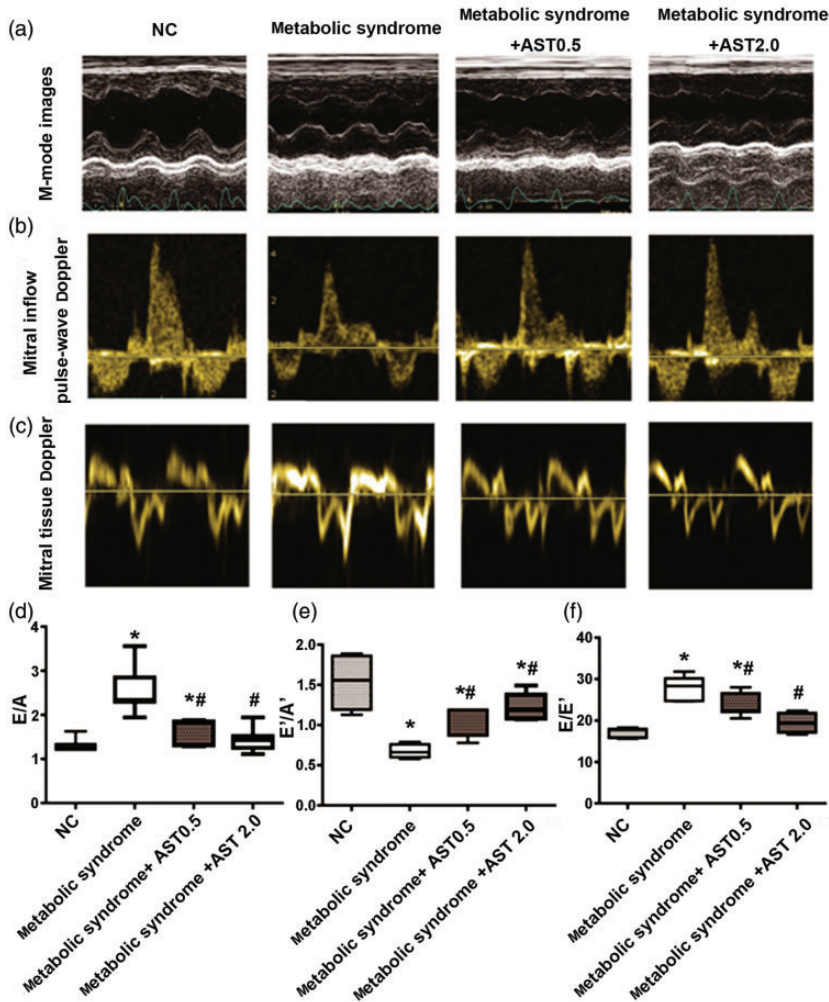 (a)
NC
Metabolic syndrome
Metabolic syndrome
+AST0.5
Metabolic syndrome
+AST2.0
M-mode images
(b)
Mitral inflow
pulse-wave Doppler
4
2
2
(c)
Mitral tissue Doppler
(d)
E/A
4
3
2
1
0
*
*#
#
NC
Metabolic syndrome
Metabolic syndrome+ AST0.5
Metabolic syndrome +AST 2.0
(e)
E'/A'
2.0
1.5
1.0
0.5
0.0
*
*#
*#
NC
Metabolic syndrome
Metabolic syndrome+ AST0.5
Metabolic syndrome +AST 2.0
(f)
E/E'
40
30
20
10
0
*
*#
#
NC
Metabolic syndrome
Metabolic syndrome+ AST0.5
Metabolic syndrome +AST 2.0